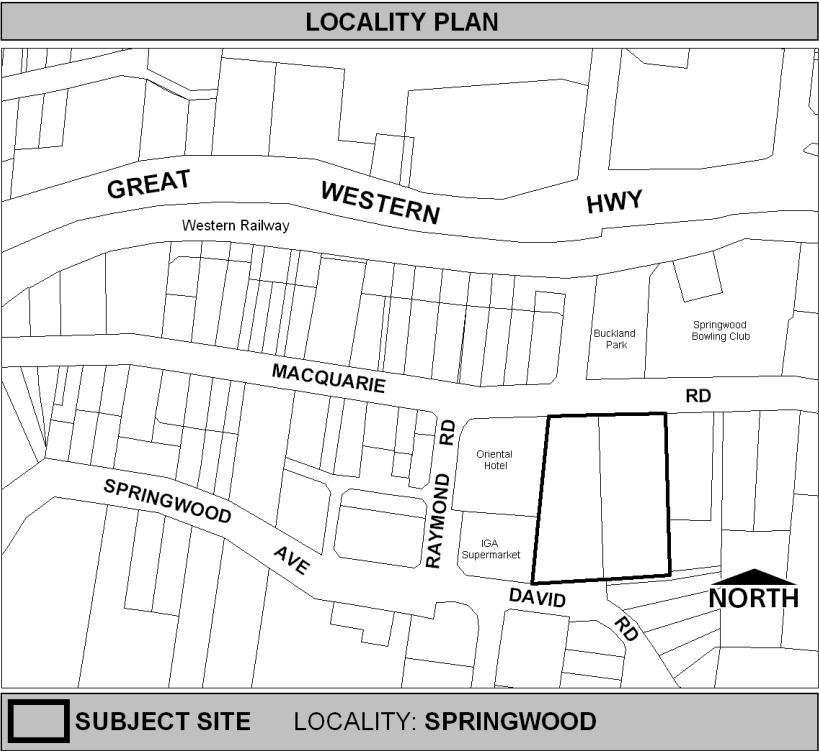 LOCALITY PLAN
GREAT WESTERN HWY
Western Railway
Buckland
Park
Springwood
Bowling Club
MACQUARIE RD
Oriental
Hotel
RAYMOND RD
SPRINGWOOD AVE
IGA
Supermarket
DAVID RD
NORTH
SUBJECT SITE LOCALITY: SPRINGWOOD